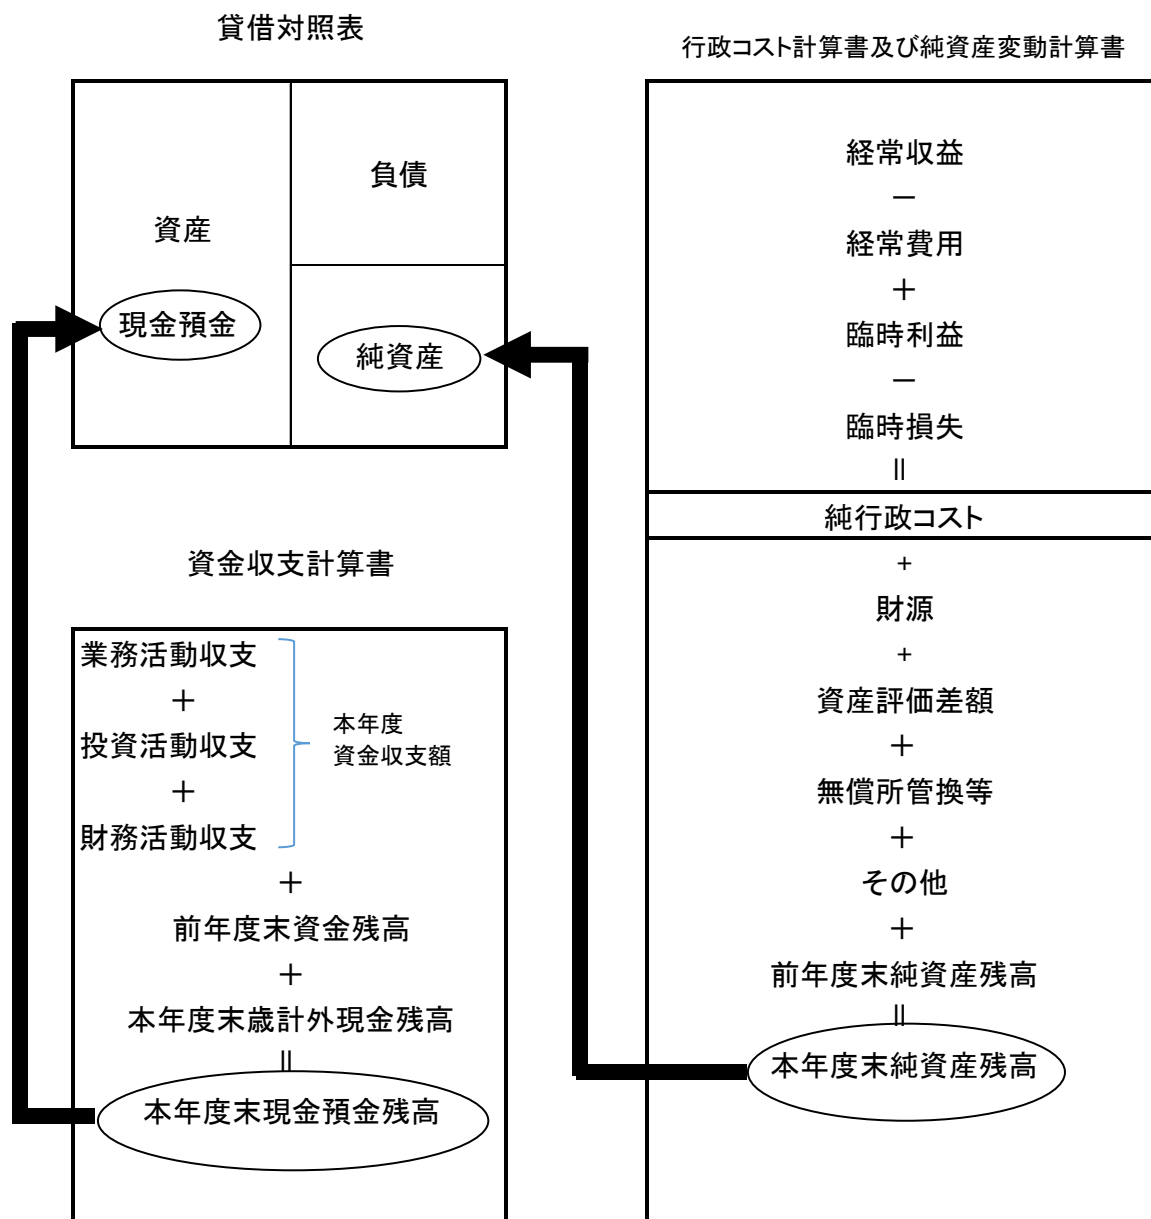 貸借対照表
資産
現金預金
負債
純資産
資金収支計算書
業務活動収支
＋
投資活動収支
＋
財務活動収支
本年度
資金収支額
＋
前年度末資金残高
＋
本年度末歳計外現金残高
||
本年度末現金預金残高
行政コスト計算書及び純資産変動計算書
経常収益
－
経常費用
＋
臨時利益
－
臨時損失
||
純行政コスト
+
財源
+
資産評価差額
＋
無償所管換等
＋
その他
＋
前年度末純資産残高
||
本年度末純資産残高